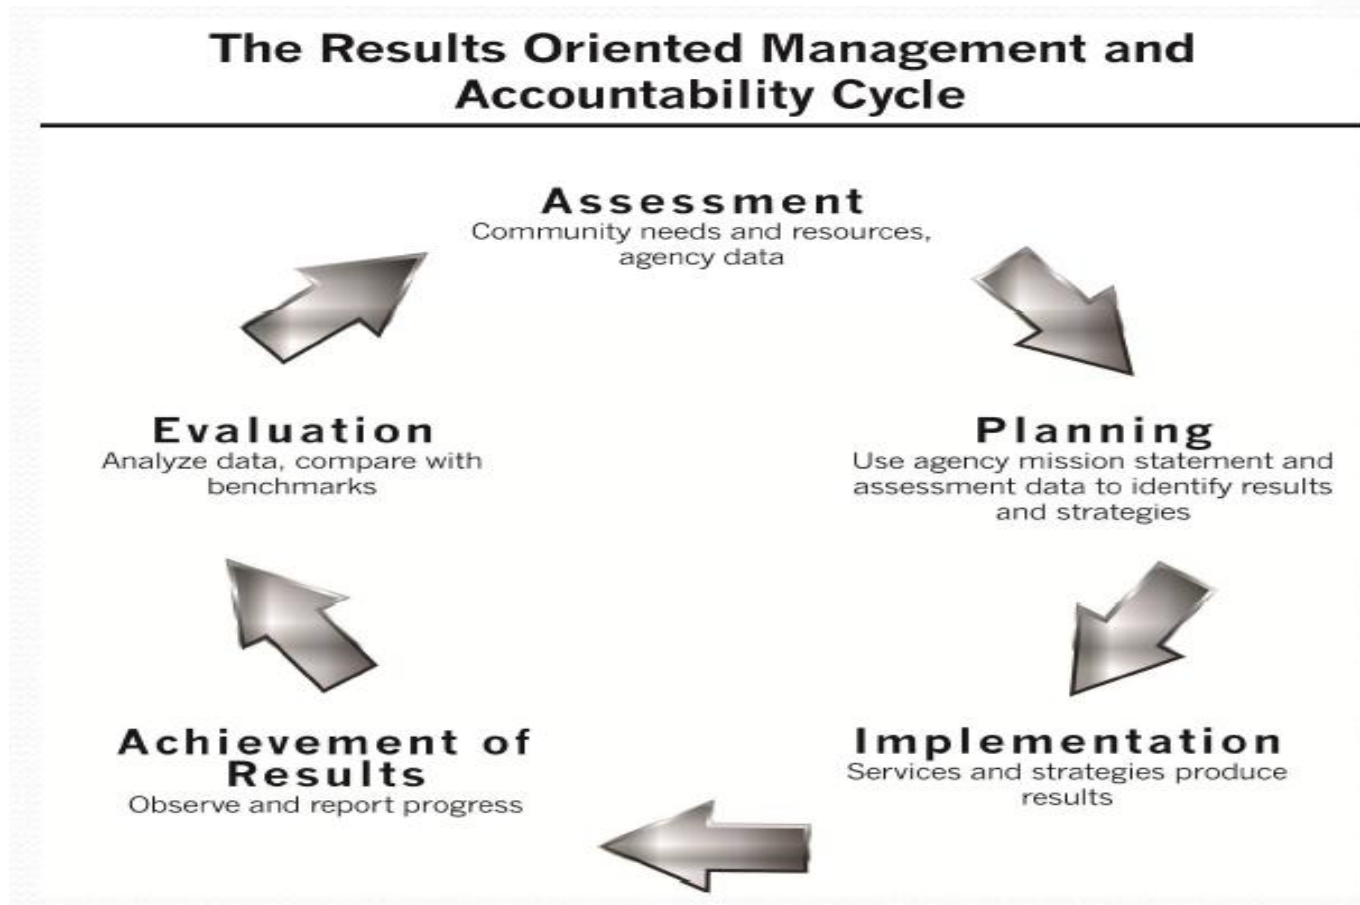 The Results Oriented Management and
Accountability Cycle
Assessment
Community needs and resources,
agency data
Planning
Use agency mission statement and
assessment data to identify results
and strategies
Implementation
Services and strategies produce
results
Achievement of
Results
Observe and report progress
Evaluation
Analyze data, compare with
benchmarks